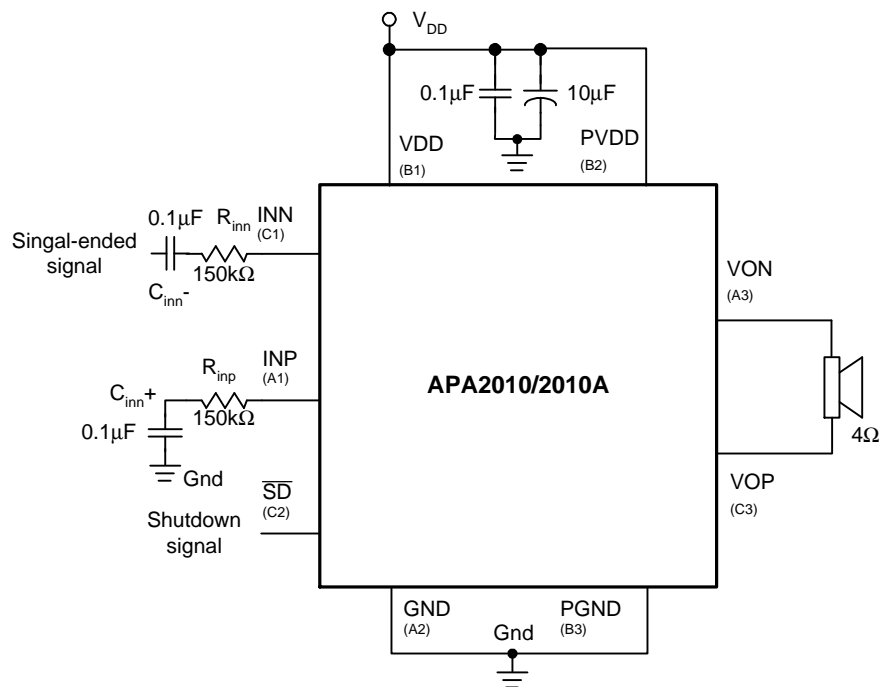 V_DD
0.1μF
10μF
VDD
(B1)
PVDD
(B2)
0.1μF
R_inn
INN
(C1)
Singal-ended
signal
150kΩ
C_inn-
VON
(A3)
R_inp
INP
(A1)
APA2010/2010A
C_inn+
150kΩ
0.1μF
4Ω
Gnd
SD
(C2)
VOP
(C3)
Shutdown
signal
GND
(A2)
PGND
(B3)
Gnd